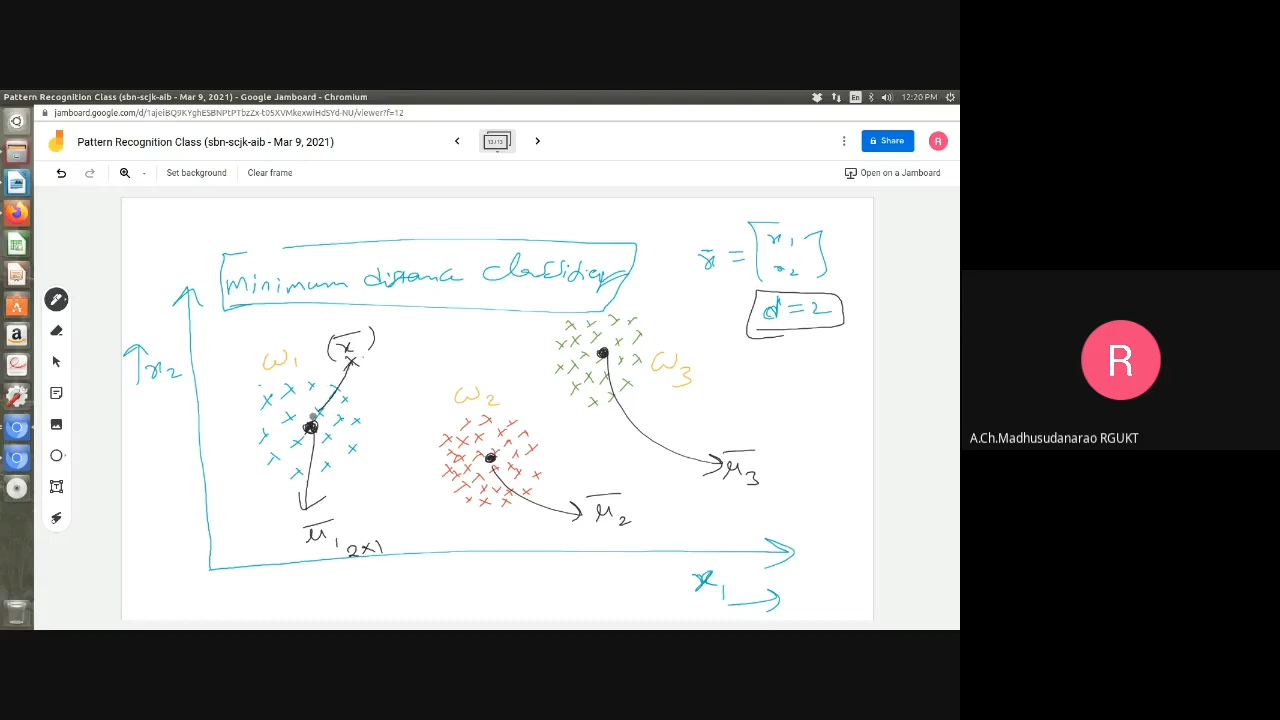 Pattern Recognition Class (sbn-scjk-aib - Mar 9, 2021) - Google Jamboard - Chromium
En
12:20 PM
Pattern Recognition Class (sbn-scjk-aib - Mar 9, 2021)
Share
R
Set background
Clear frame
Open on a Jamboard
minimum distance classifier
x̄ = [x1
x2]
d = 2
x2
ω1
(x̄)
ω2
ω3
μ̄3
μ̄2
μ̄1 2x1
x1
R
A.Ch.Madhusudanarao RGUKT